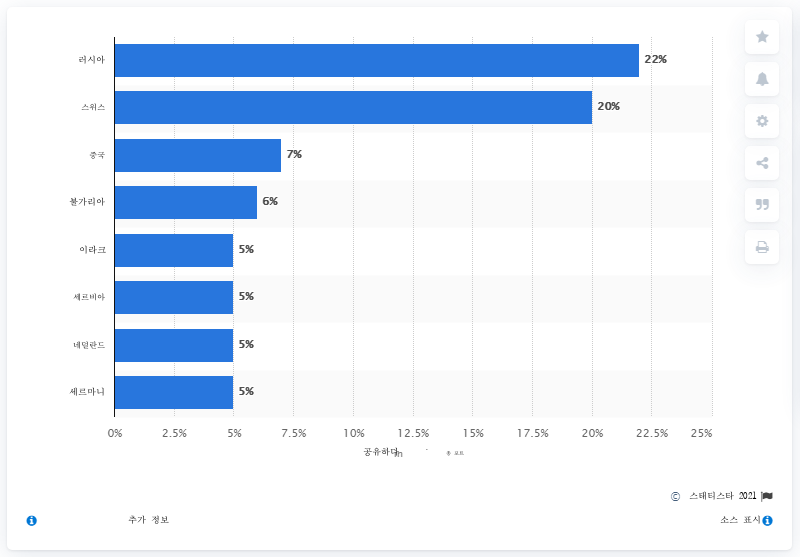 러시아
22%
스위스
20%
중국
7%
불가리아
6%
이라크
5%
세르비아
5%
네덜란드
5%
세르마니
5%
0% 2.5% 5% 7.5% 10% 12.5% 15% 17.5% 20% 22.5% 25%
공유하다 in
© 스태티스타 2021
추가 정보
소스 표시